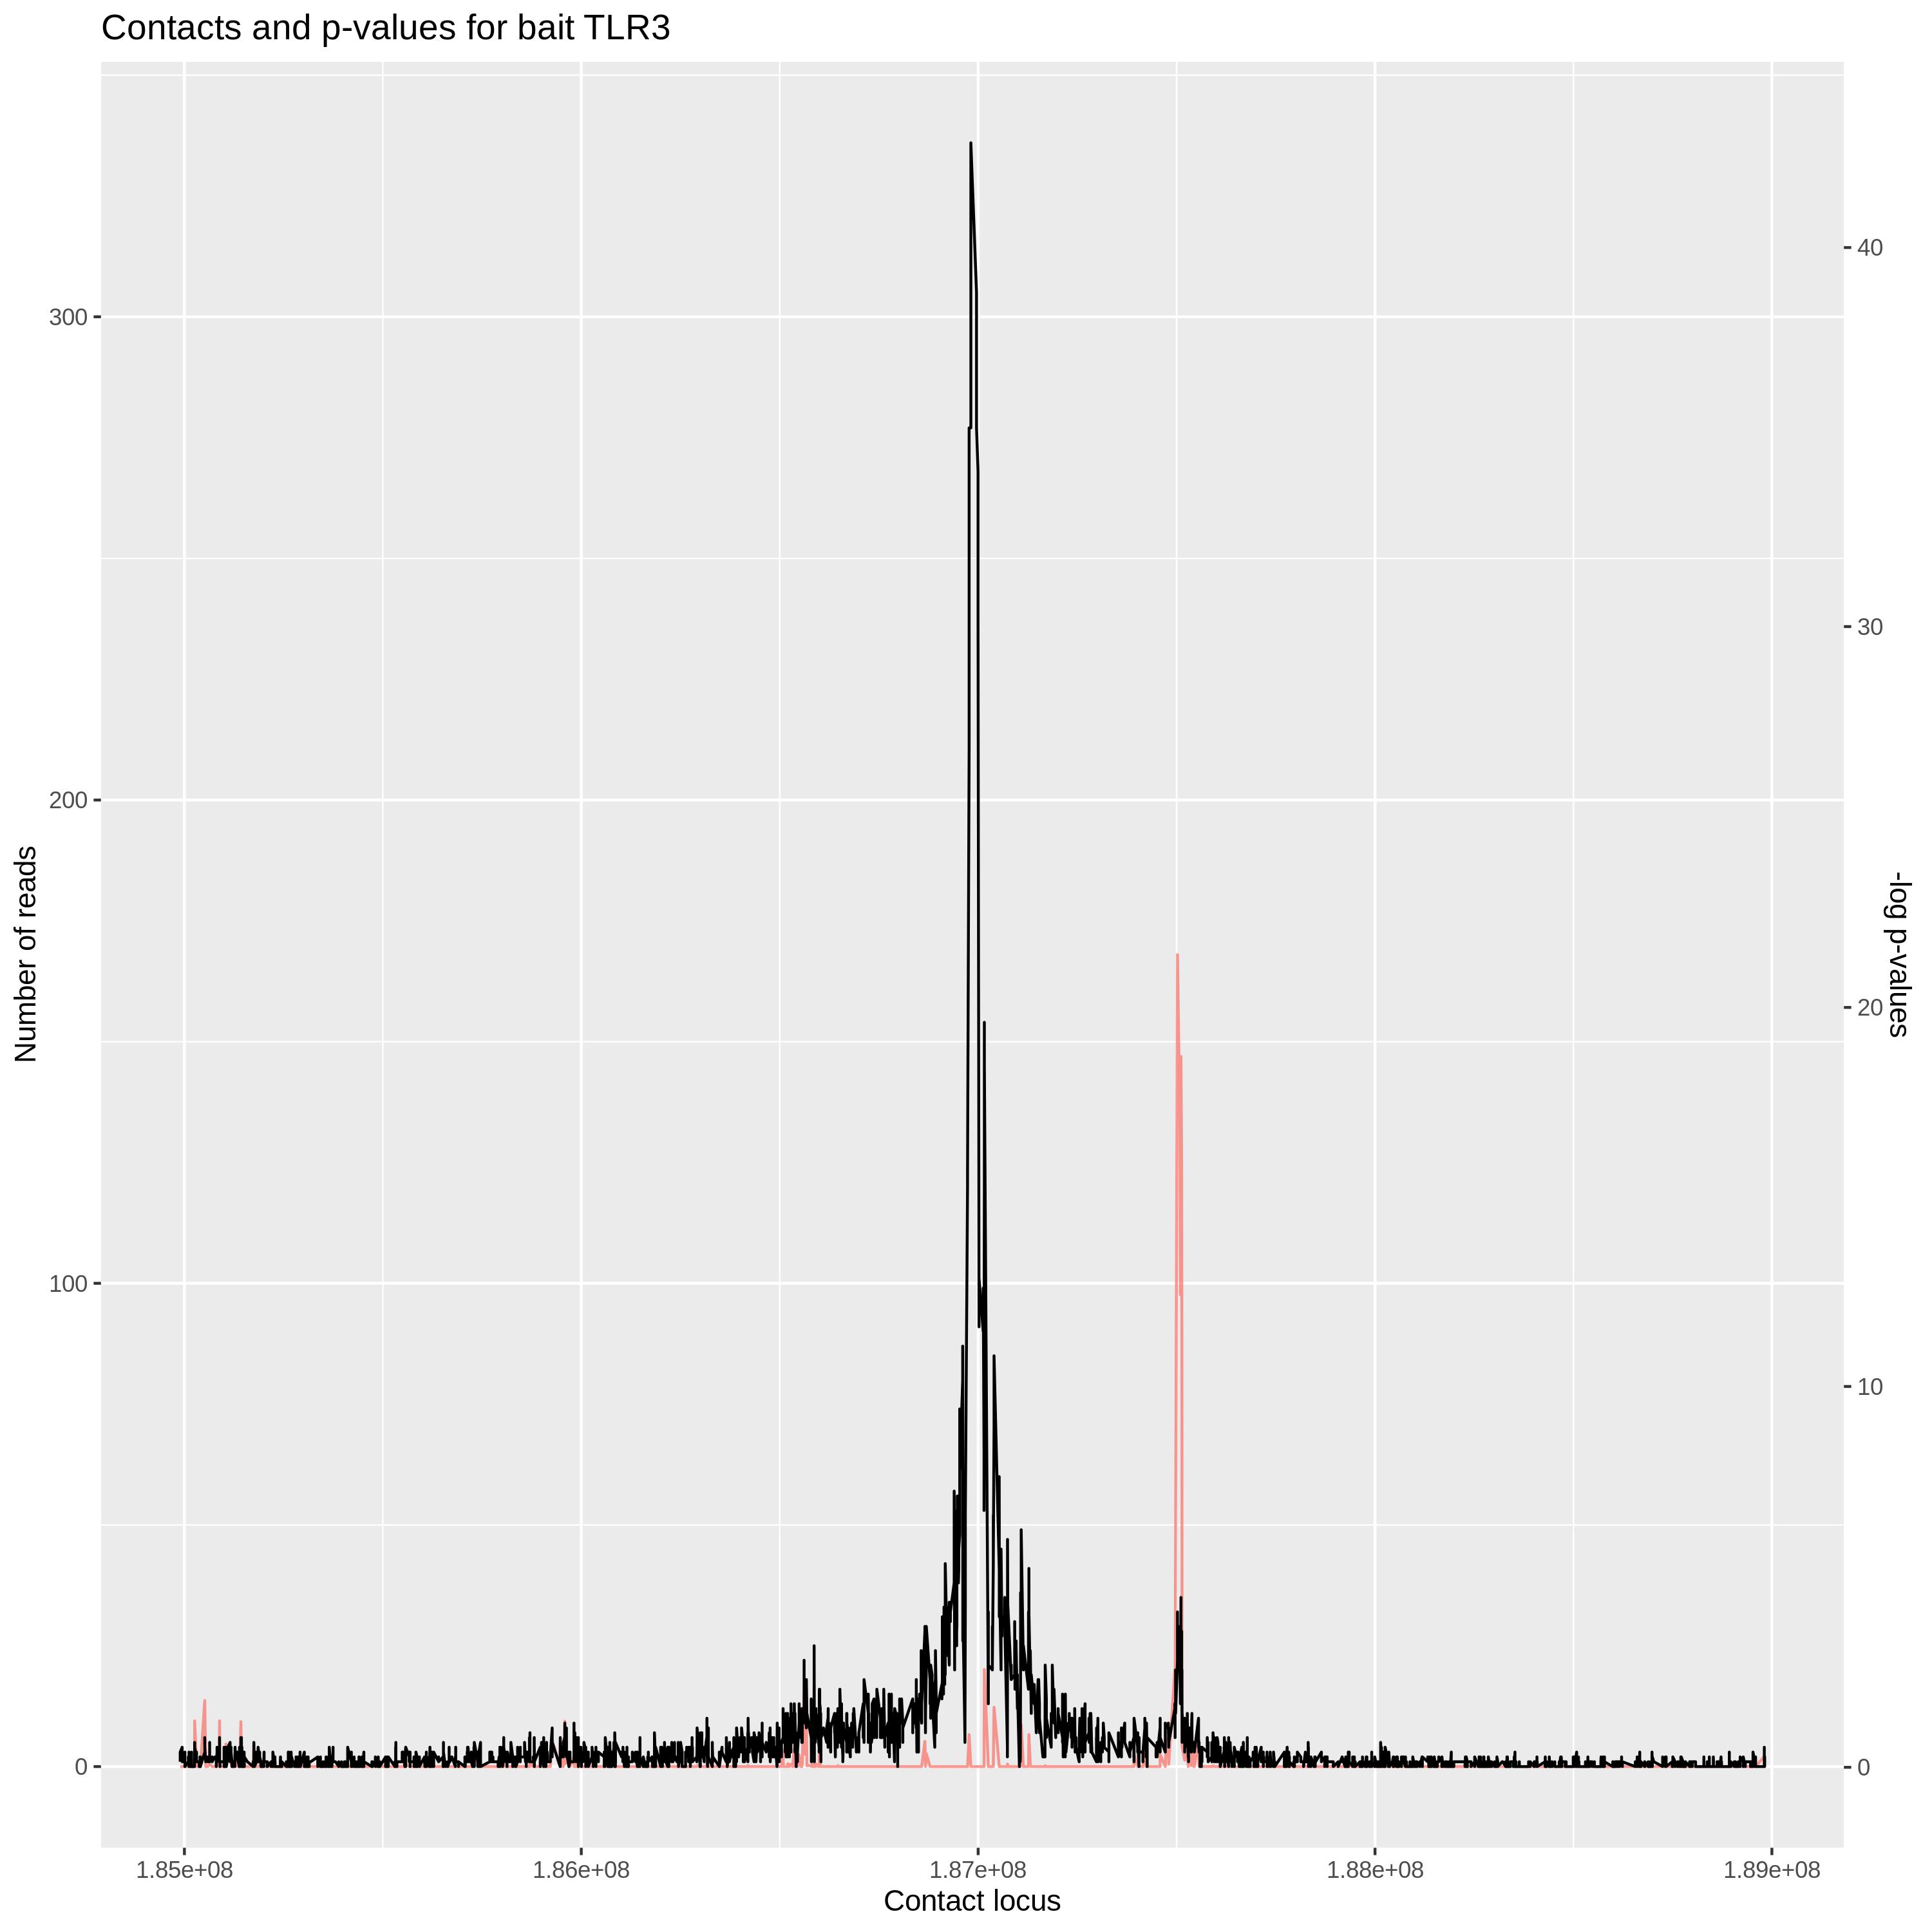 Contacts and p-values for bait TLR3
Number of reads
300
200
100
0
40
30
20
10
0
-log p-values
1.85e+08 1.86e+08 1.87e+08 1.88e+08 1.89e+08
Contact locus